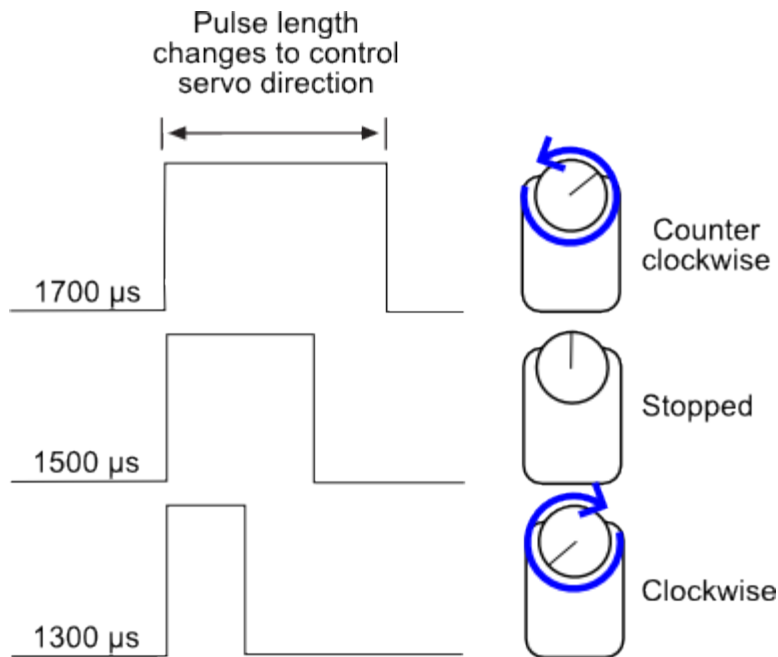 Pulse length
changes to control
servo direction
1700 µs
Counter
clockwise
1500 µs
Stopped
1300 µs
Clockwise